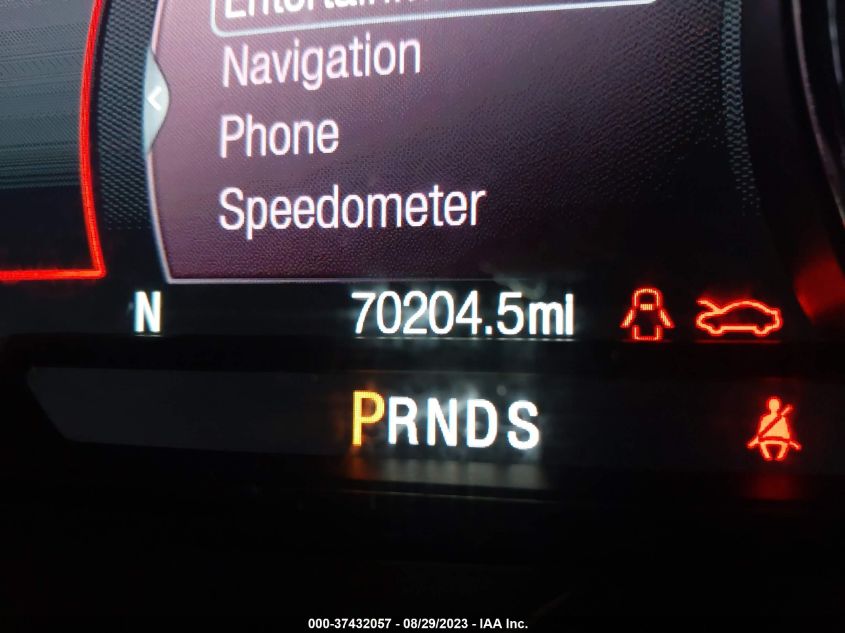 Navigation
Phone
Speedometer
N 70204.5mi
PRNDS
000-37432057 - 08/29/2023 - IAA Inc.